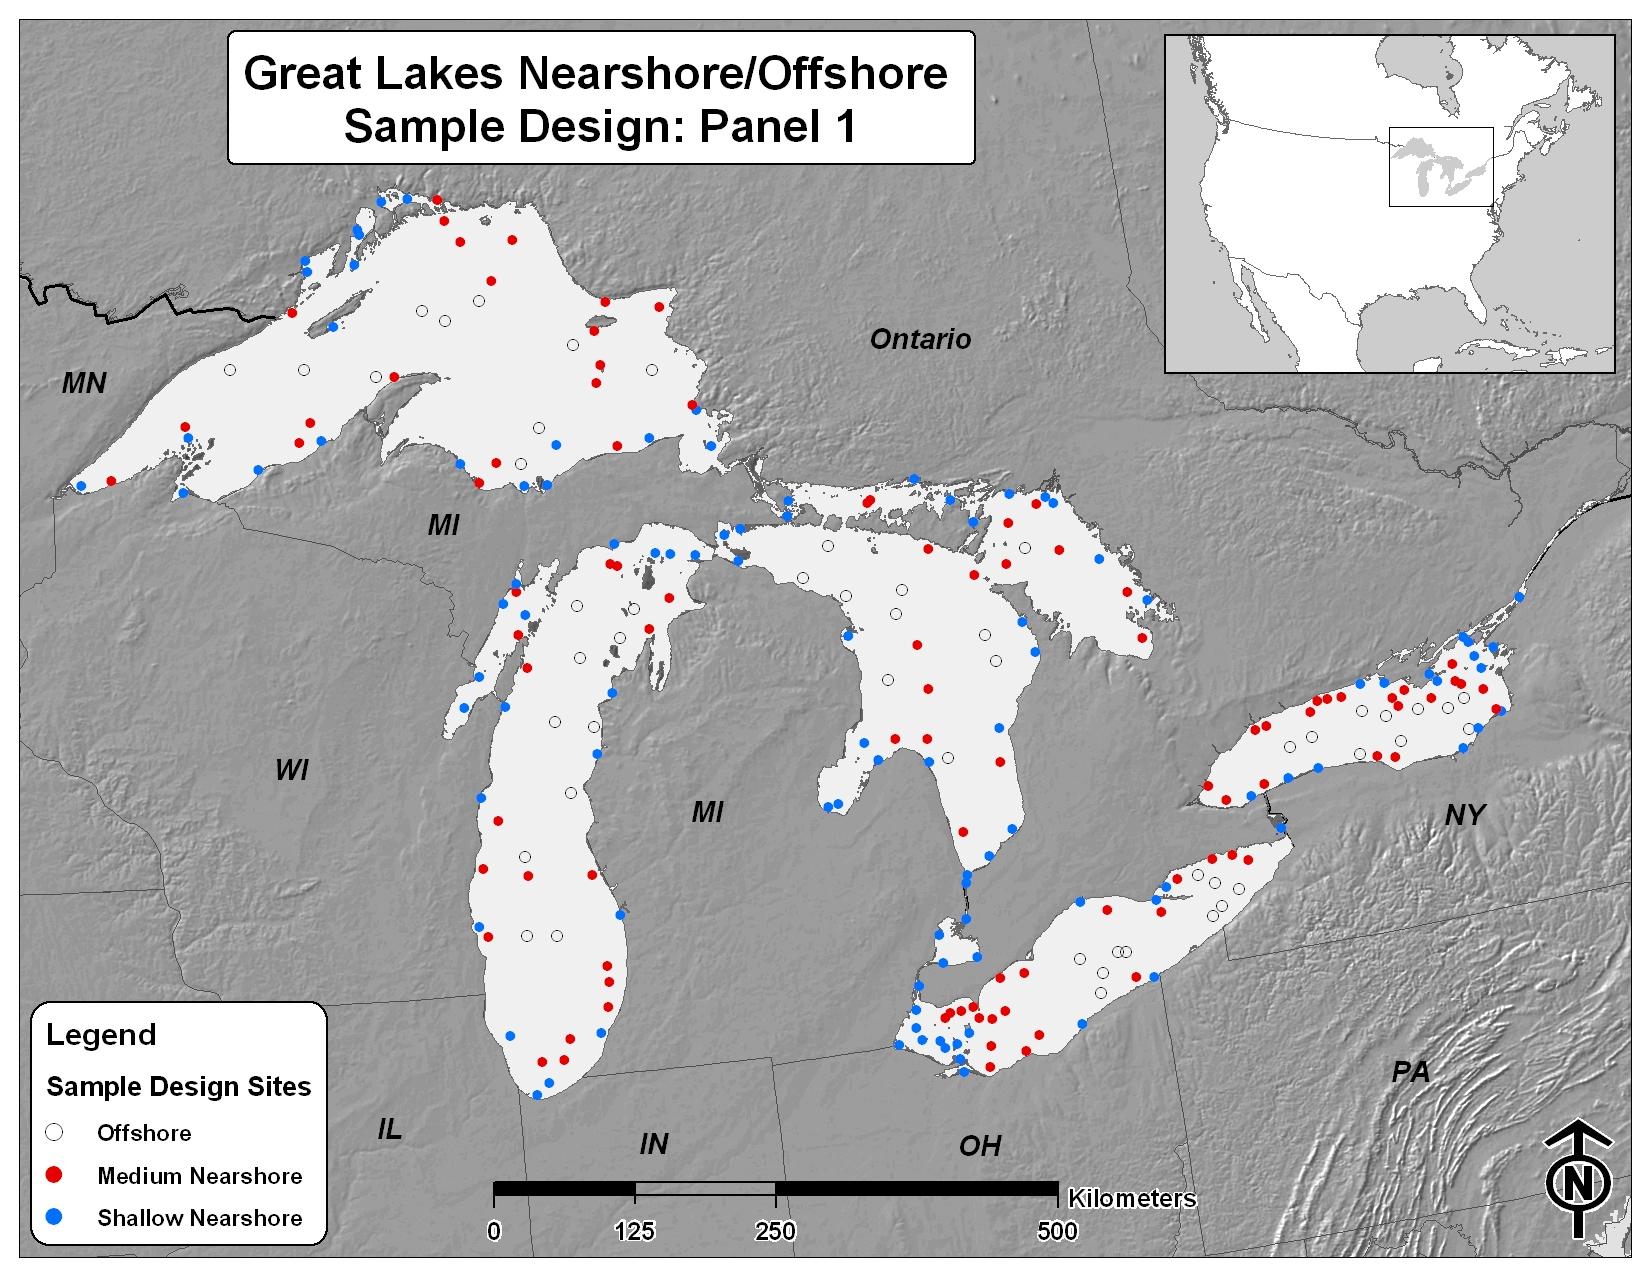 Great Lakes Nearshore/Offshore
Sample Design: Panel 1
Ontario
MN
MI
WI
MI
NY
PA
IL
IN
OH
Legend
Sample Design Sites
Offshore
Medium Nearshore
Shallow Nearshore
Kilometers
0 125 250 500
N